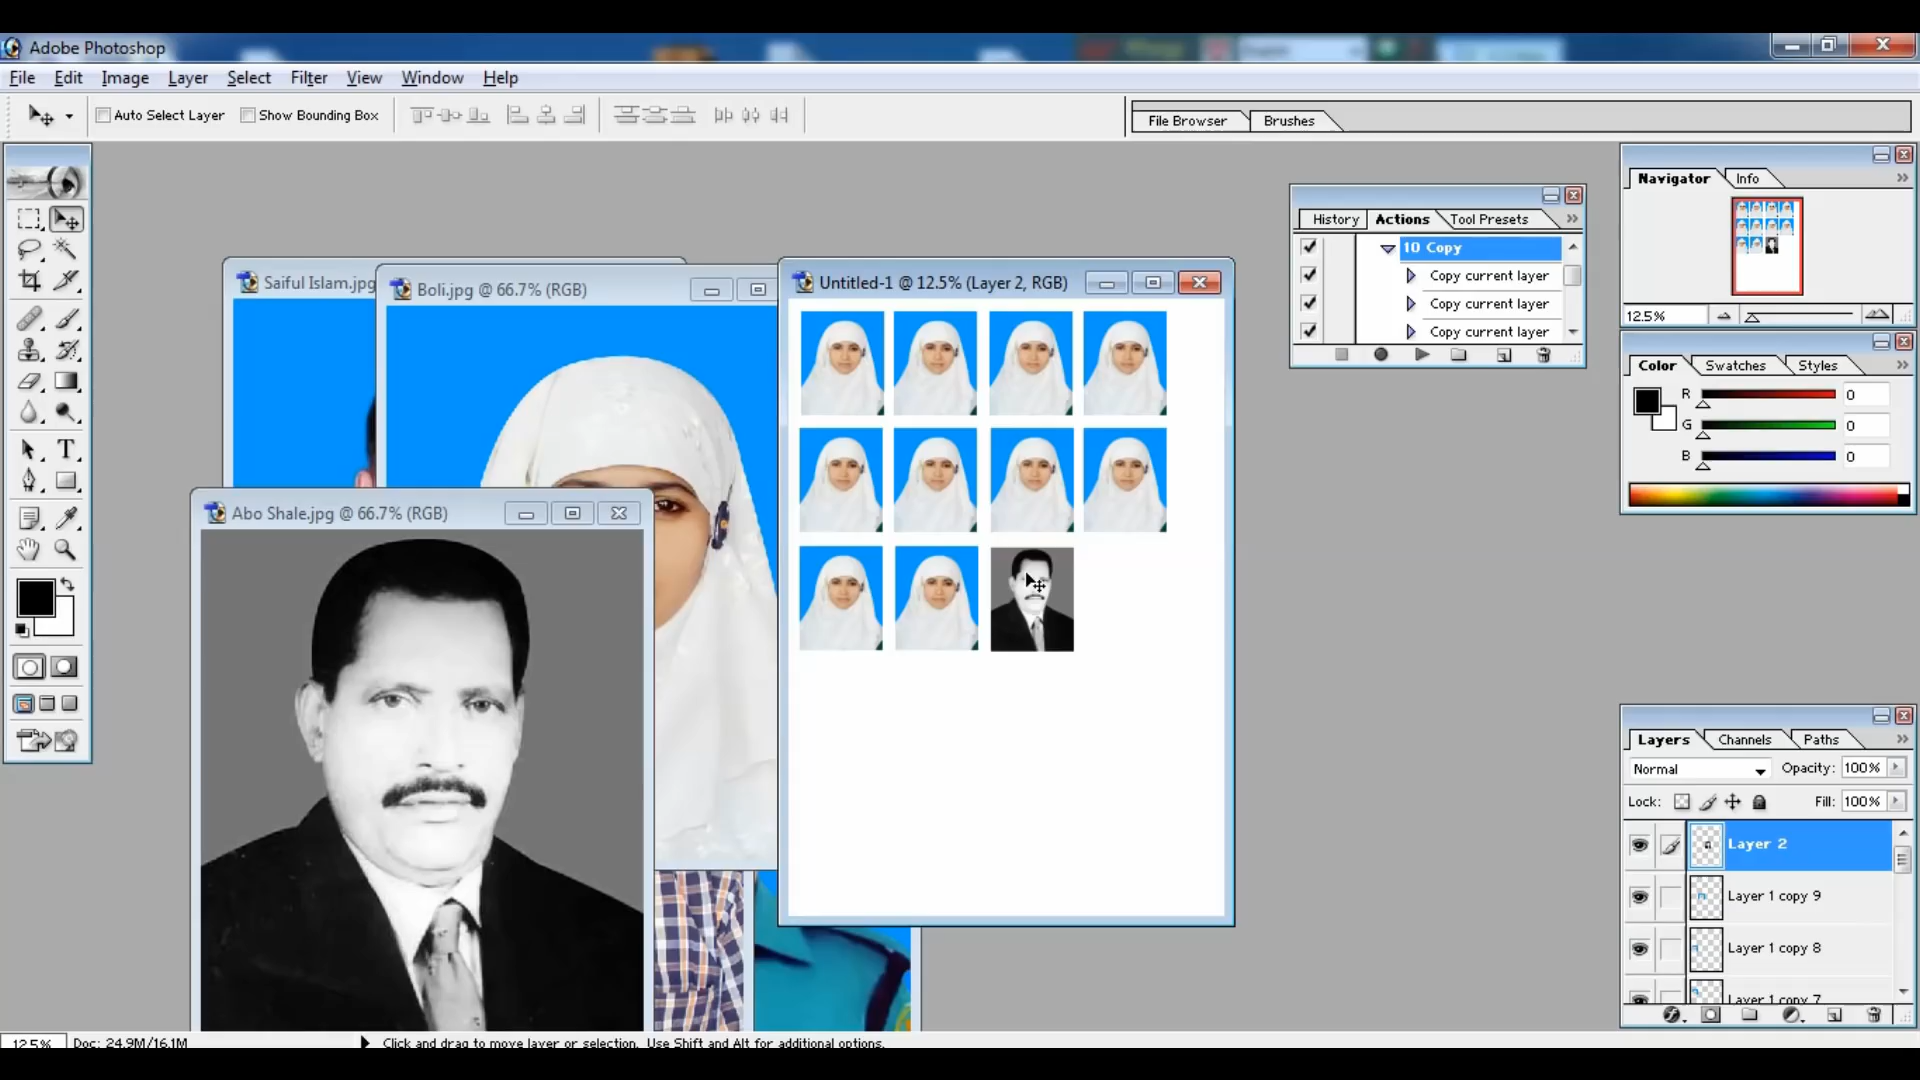 Adobe Photoshop
File Edit Image Layer Select Filter View Window Help
Auto Select Layer Show Bounding Box
File Browser Brushes
Navigator Info
12.5%
History Actions Tool Presets
10 Copy
Copy current layer
Copy current layer
Copy current layer
Color Swatches Styles
R 0
G 0
B 0
Saiful Islam.jpg
Boli.jpg @ 66.7% (RGB)
Untitled-1 @ 12.5% (Layer 2, RGB)
Abo Shale.jpg @ 66.7% (RGB)
T
Layers Channels Paths
Normal Opacity: 100%
Lock: Fill: 100%
Layer 2
Layer 1 copy 9
Layer 1 copy 8
Layer 1 copy 7
12.5% Doc: 24.9M/16.1M Click and drag to move layer or selection. Use Shift and Alt for additional options.